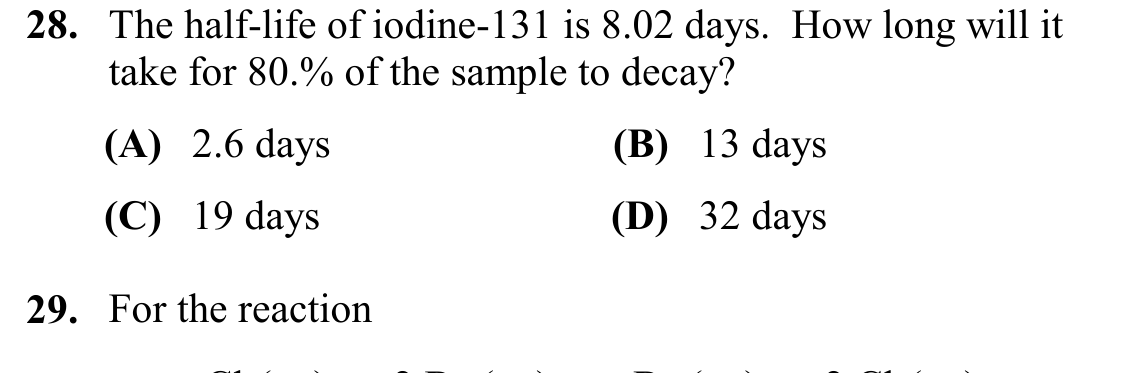 28. The half-life of iodine-131 is 8.02 days. How long will it
take for 80.% of the sample to decay?
(A) 2.6 days (B) 13 days
(C) 19 days (D) 32 days
29. For the reaction